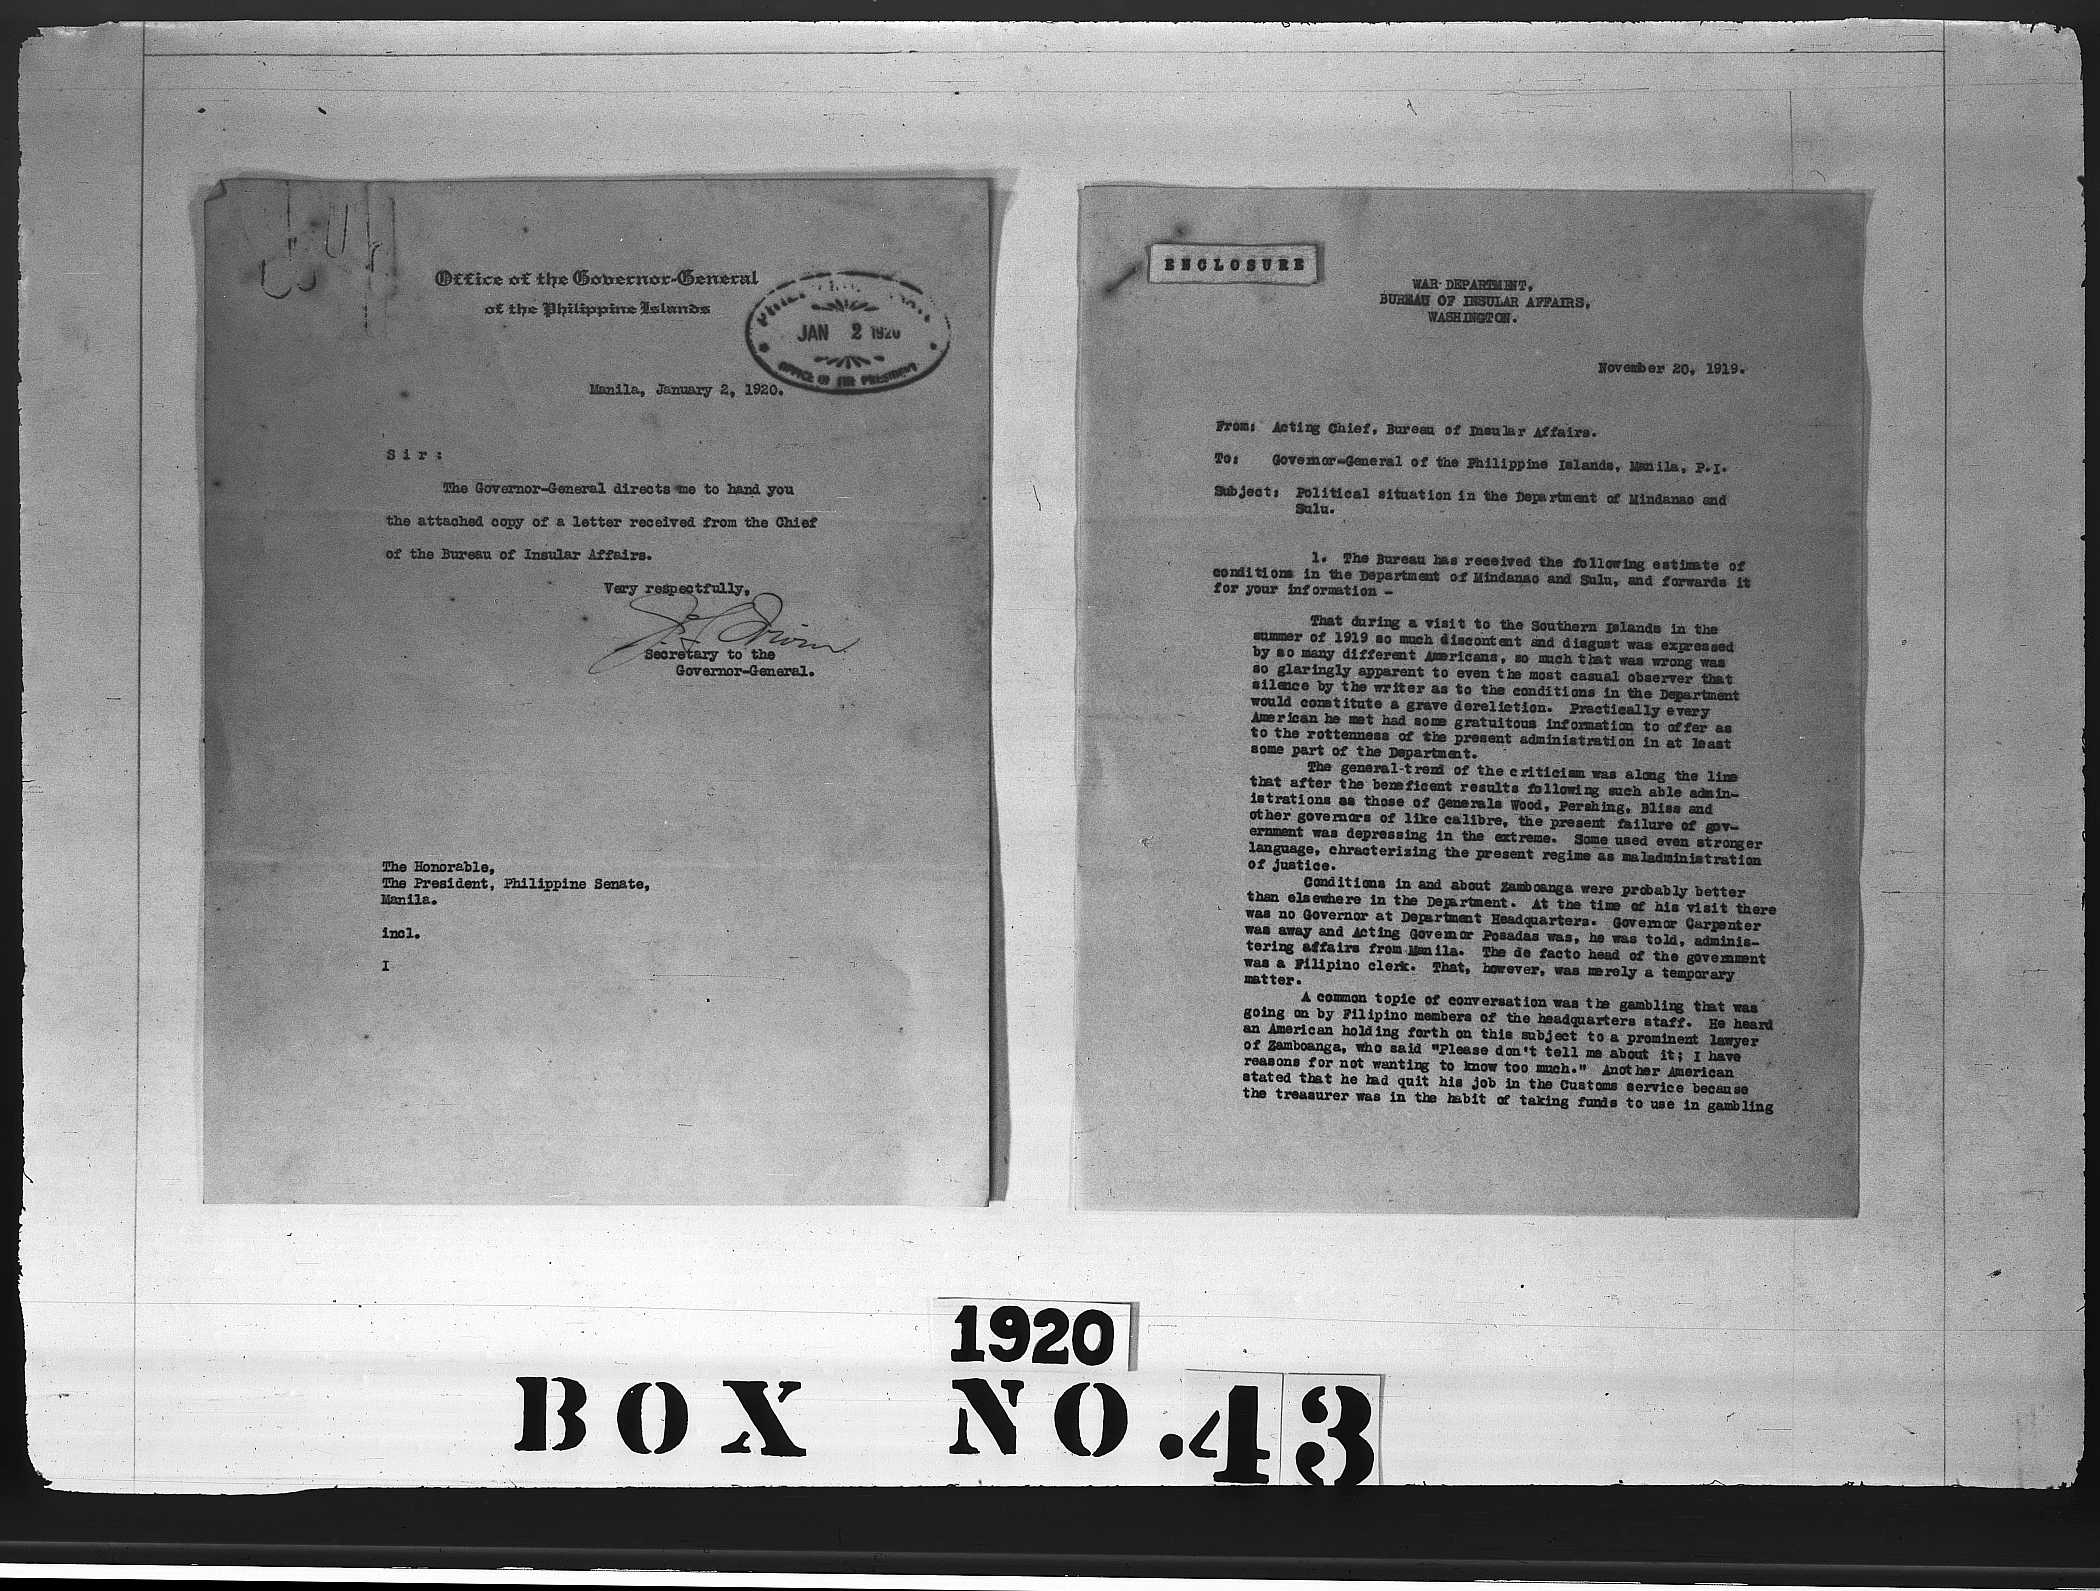 Office of the Governor-General
of the Philippine Islands
JAN 2 1920
OFFICE OF THE PRESIDENT
Manila, January 2, 1920.
Sir:
The Governor-General directs me to hand you
the attached copy of a letter received from the Chief
of the Bureau of Insular Affairs.
Very respectfully,
Secretary to the
Governor-General.
The Honorable,
The President, Philippine Senate,
Manila.
incl.
I
ENCLOSURE
WAR DEPARTMENT,
BUREAU OF INSULAR AFFAIRS,
WASHINGTON.
November 20, 1919.
From: Acting Chief, Bureau of Insular Affairs.
To: Governor-General of the Philippine Islands, Manila, P.I.
Subject: Political situation in the Department of Mindanao and
Sulu.
1. The Bureau has received the following estimate of
conditions in the Department of Mindanao and Sulu, and forwards it
for your information -
That during a visit to the Southern Islands in the
summer of 1919 so much discontent and disgust was expressed
by so many different Americans, so much that was wrong was
so glaringly apparent to even the most casual observer that
silence by the writer as to the conditions in the Department
would constitute a grave dereliction. Practically every
American he met had some gratuitous information to offer as
to the rottenness of the present administration in at least
some part of the Department.
The general trend of the criticism was along the line
that after the beneficent results following such able admin-
istrations as those of Generals Wood, Pershing, Bliss and
other governors of like calibre, the present failure of gov-
ernment was depressing in the extreme. Some used even stronger
language, chracterizing the present regime as maladministration
of justice.
Conditions in and about Zamboanga were probably better
than elsewhere in the Department. At the time of his visit there
was no Governor at Department Headquarters. Governor Carpenter
was away and Acting Governor Posadas was, he was told, adminis-
tering affairs from Manila. The de facto head of the government
was a Filipino clerk. That, however, was merely a temporary
matter.
A common topic of conversation was the gambling that was
going on by Filipino members of the headquarters staff. He heard
an American holding forth on this subject to a prominent lawyer
of Zamboanga, who said "Please don't tell me about it; I have
reasons for not wanting to know too much." Another American
stated that he had quit his job in the Customs service because
the treasurer was in the habit of taking funds to use in gambling
1920
BOX NO.43